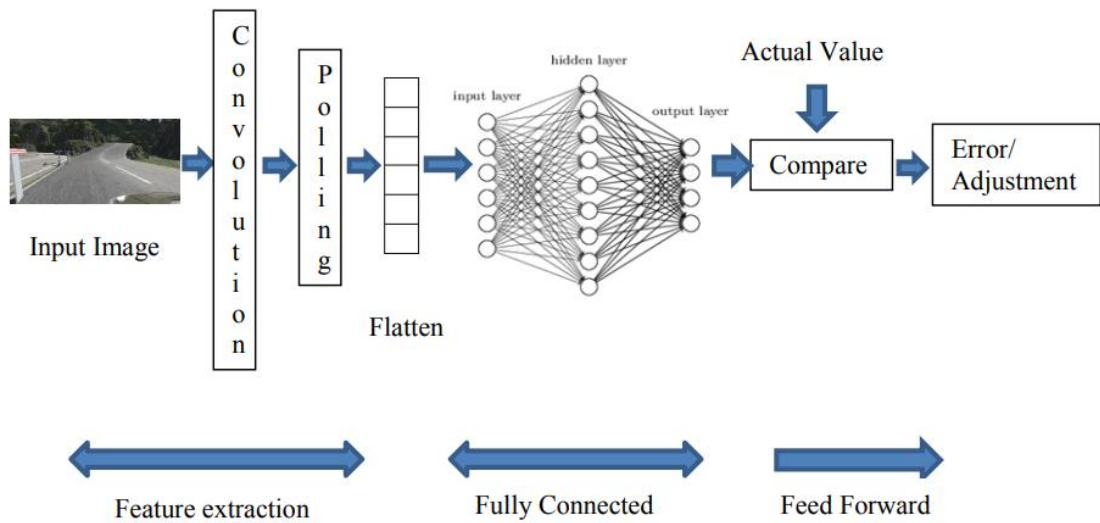 Convolution
Polling
hidden layer
input layer
output layer
Actual Value
Compare
Error/
Adjustment
Input Image
Flatten
Feature extraction
Fully Connected
Feed Forward